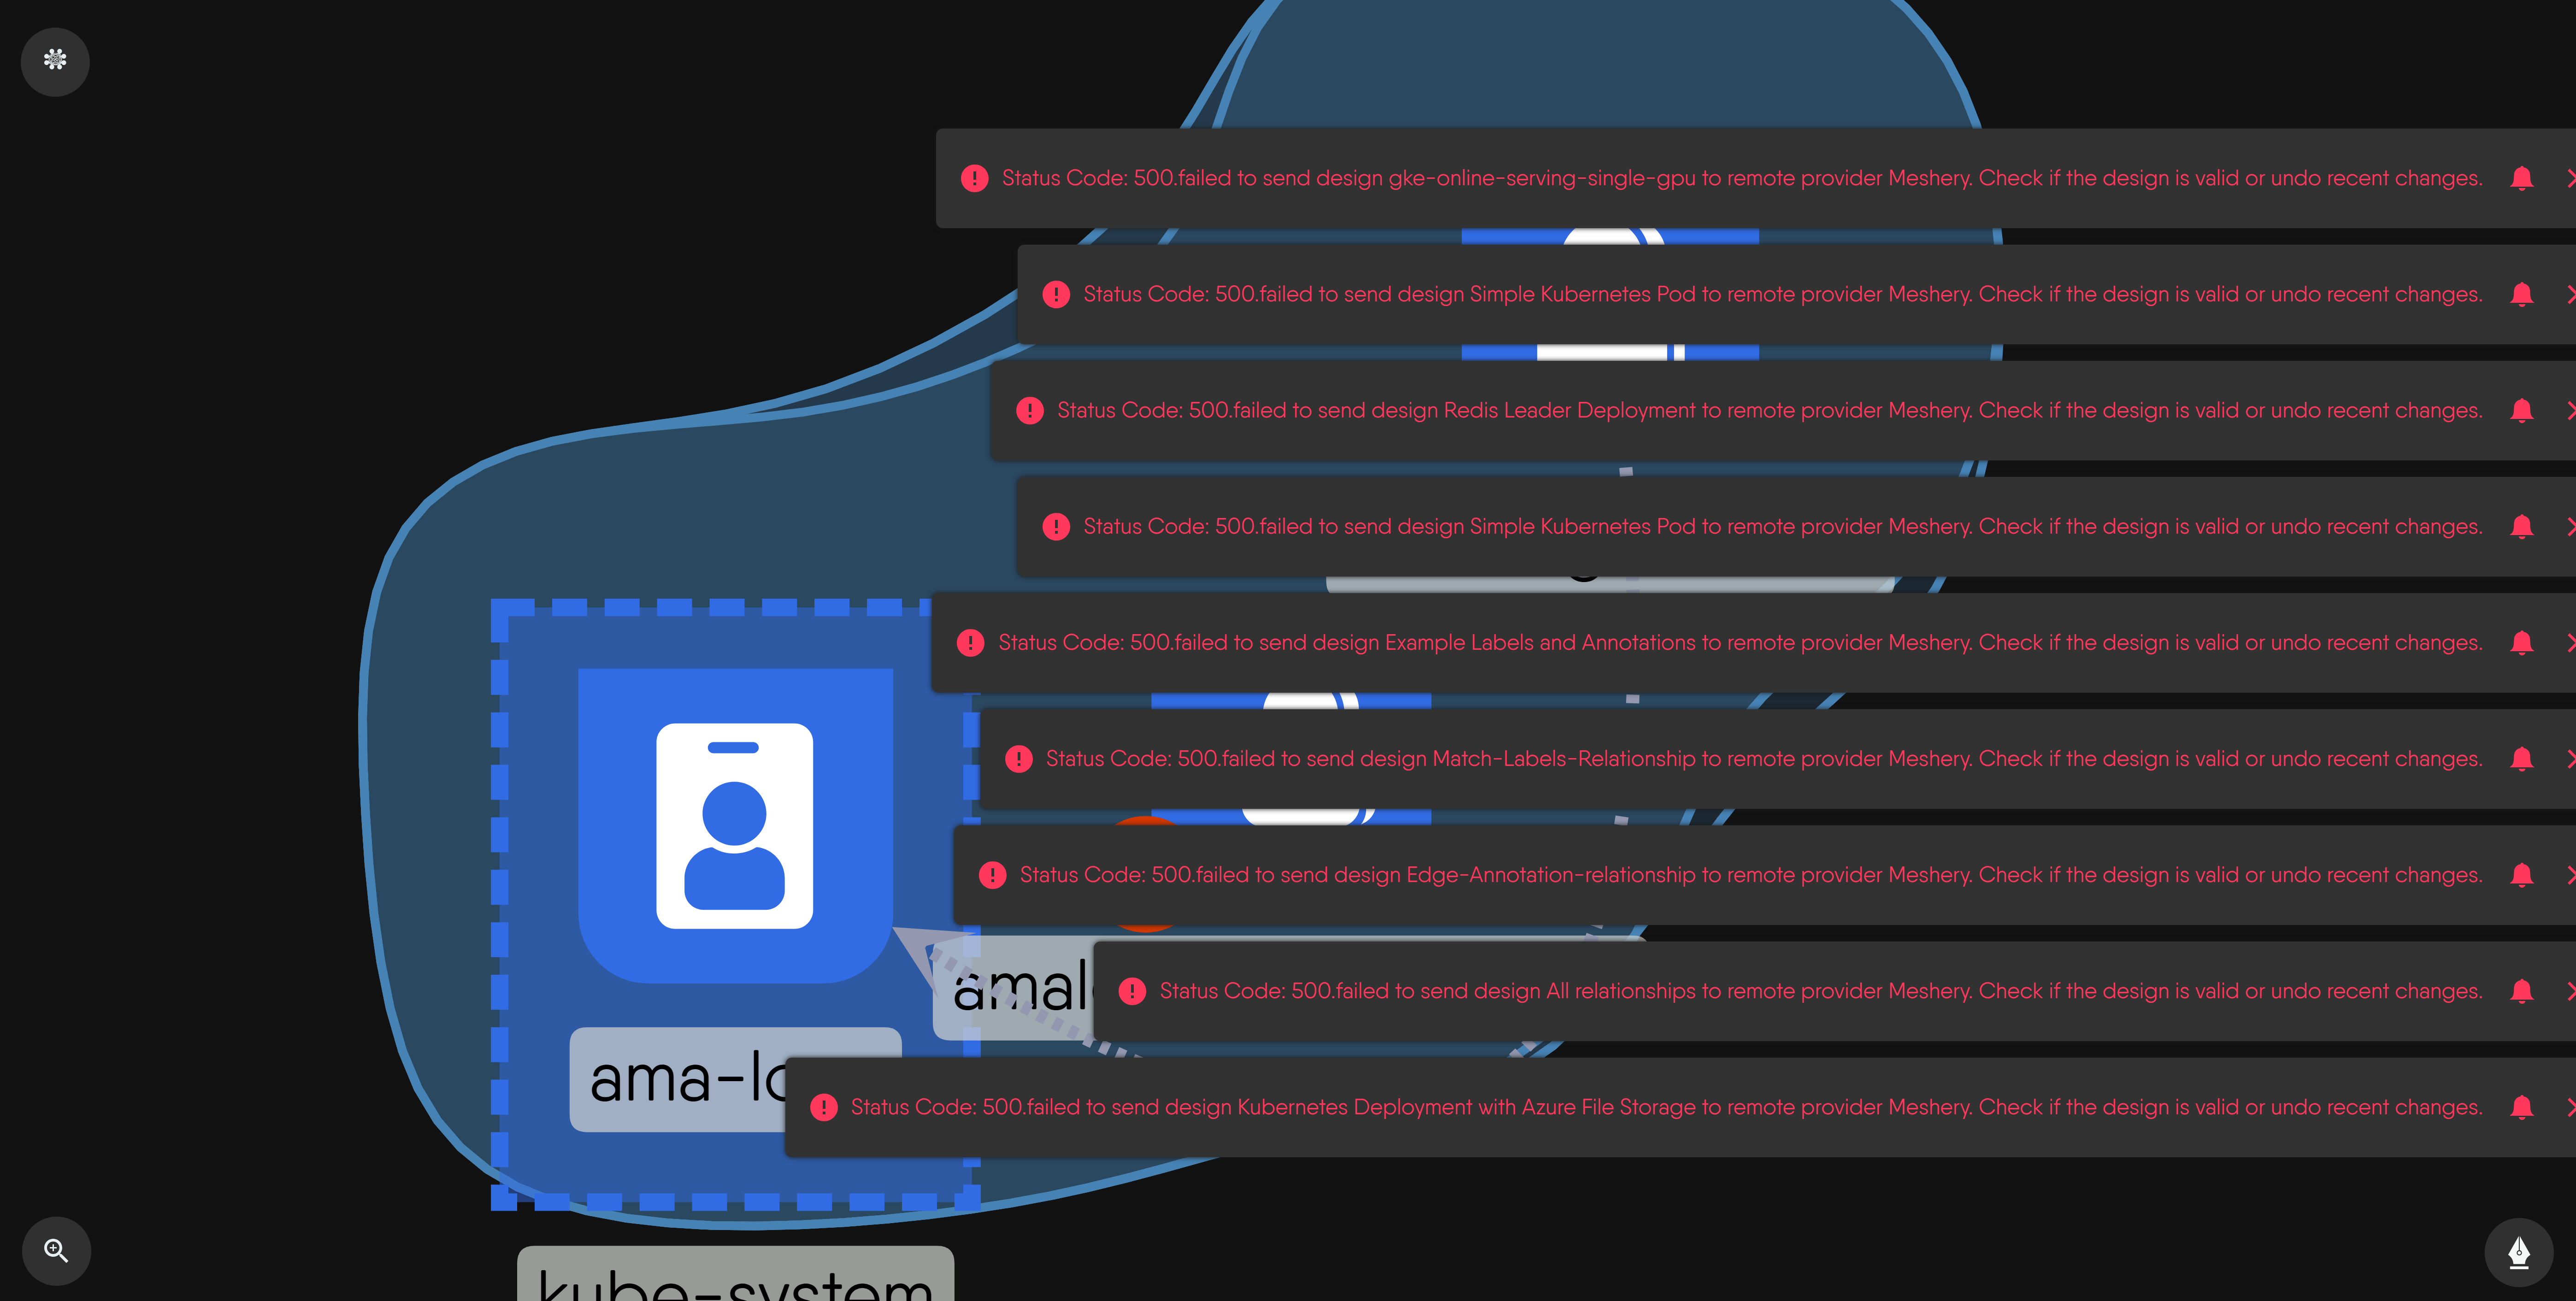 Status Code: 500.failed to send design gke-online-serving-single-gpu to remote provider Meshery. Check if the design is valid or undo recent changes.
Status Code: 500.failed to send design Simple Kubernetes Pod to remote provider Meshery. Check if the design is valid or undo recent changes.
Status Code: 500.failed to send design Redis Leader Deployment to remote provider Meshery. Check if the design is valid or undo recent changes.
Status Code: 500.failed to send design Simple Kubernetes Pod to remote provider Meshery. Check if the design is valid or undo recent changes.
Status Code: 500.failed to send design Example Labels and Annotations to remote provider Meshery. Check if the design is valid or undo recent changes.
Status Code: 500.failed to send design Match-Labels-Relationship to remote provider Meshery. Check if the design is valid or undo recent changes.
Status Code: 500.failed to send design Edge-Annotation-relationship to remote provider Meshery. Check if the design is valid or undo recent changes.
Status Code: 500.failed to send design All relationships to remote provider Meshery. Check if the design is valid or undo recent changes.
Status Code: 500.failed to send design Kubernetes Deployment with Azure File Storage to remote provider Meshery. Check if the design is valid or undo recent changes.
kube-system